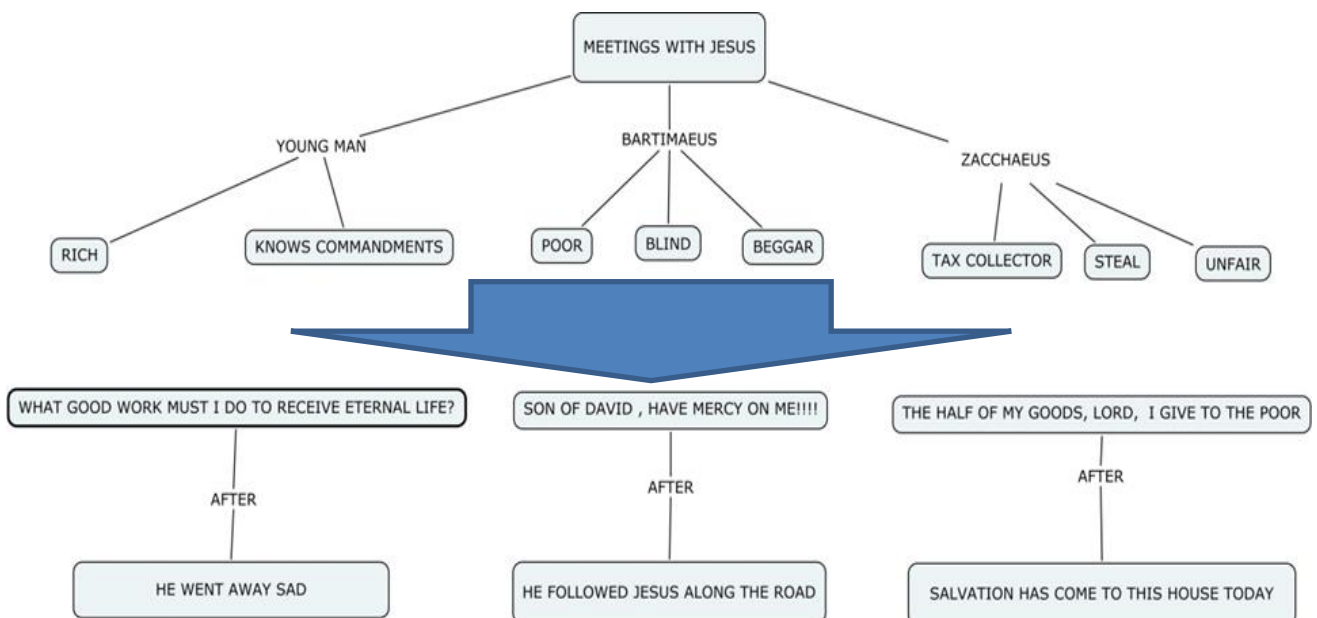 MEETINGS WITH JESUS
YOUNG MAN
BARTIMAEUS
ZACCHAEUS
RICH
KNOWS COMMANDMENTS
POOR
BLIND
BEGGAR
TAX COLLECTOR
STEAL
UNFAIR
WHAT GOOD WORK MUST I DO TO RECEIVE ETERNAL LIFE?
SON OF DAVID , HAVE MERCY ON ME!!!!
THE HALF OF MY GOODS, LORD, I GIVE TO THE POOR
AFTER
AFTER
AFTER
HE WENT AWAY SAD
HE FOLLOWED JESUS ALONG THE ROAD
SALVATION HAS COME TO THIS HOUSE TODAY